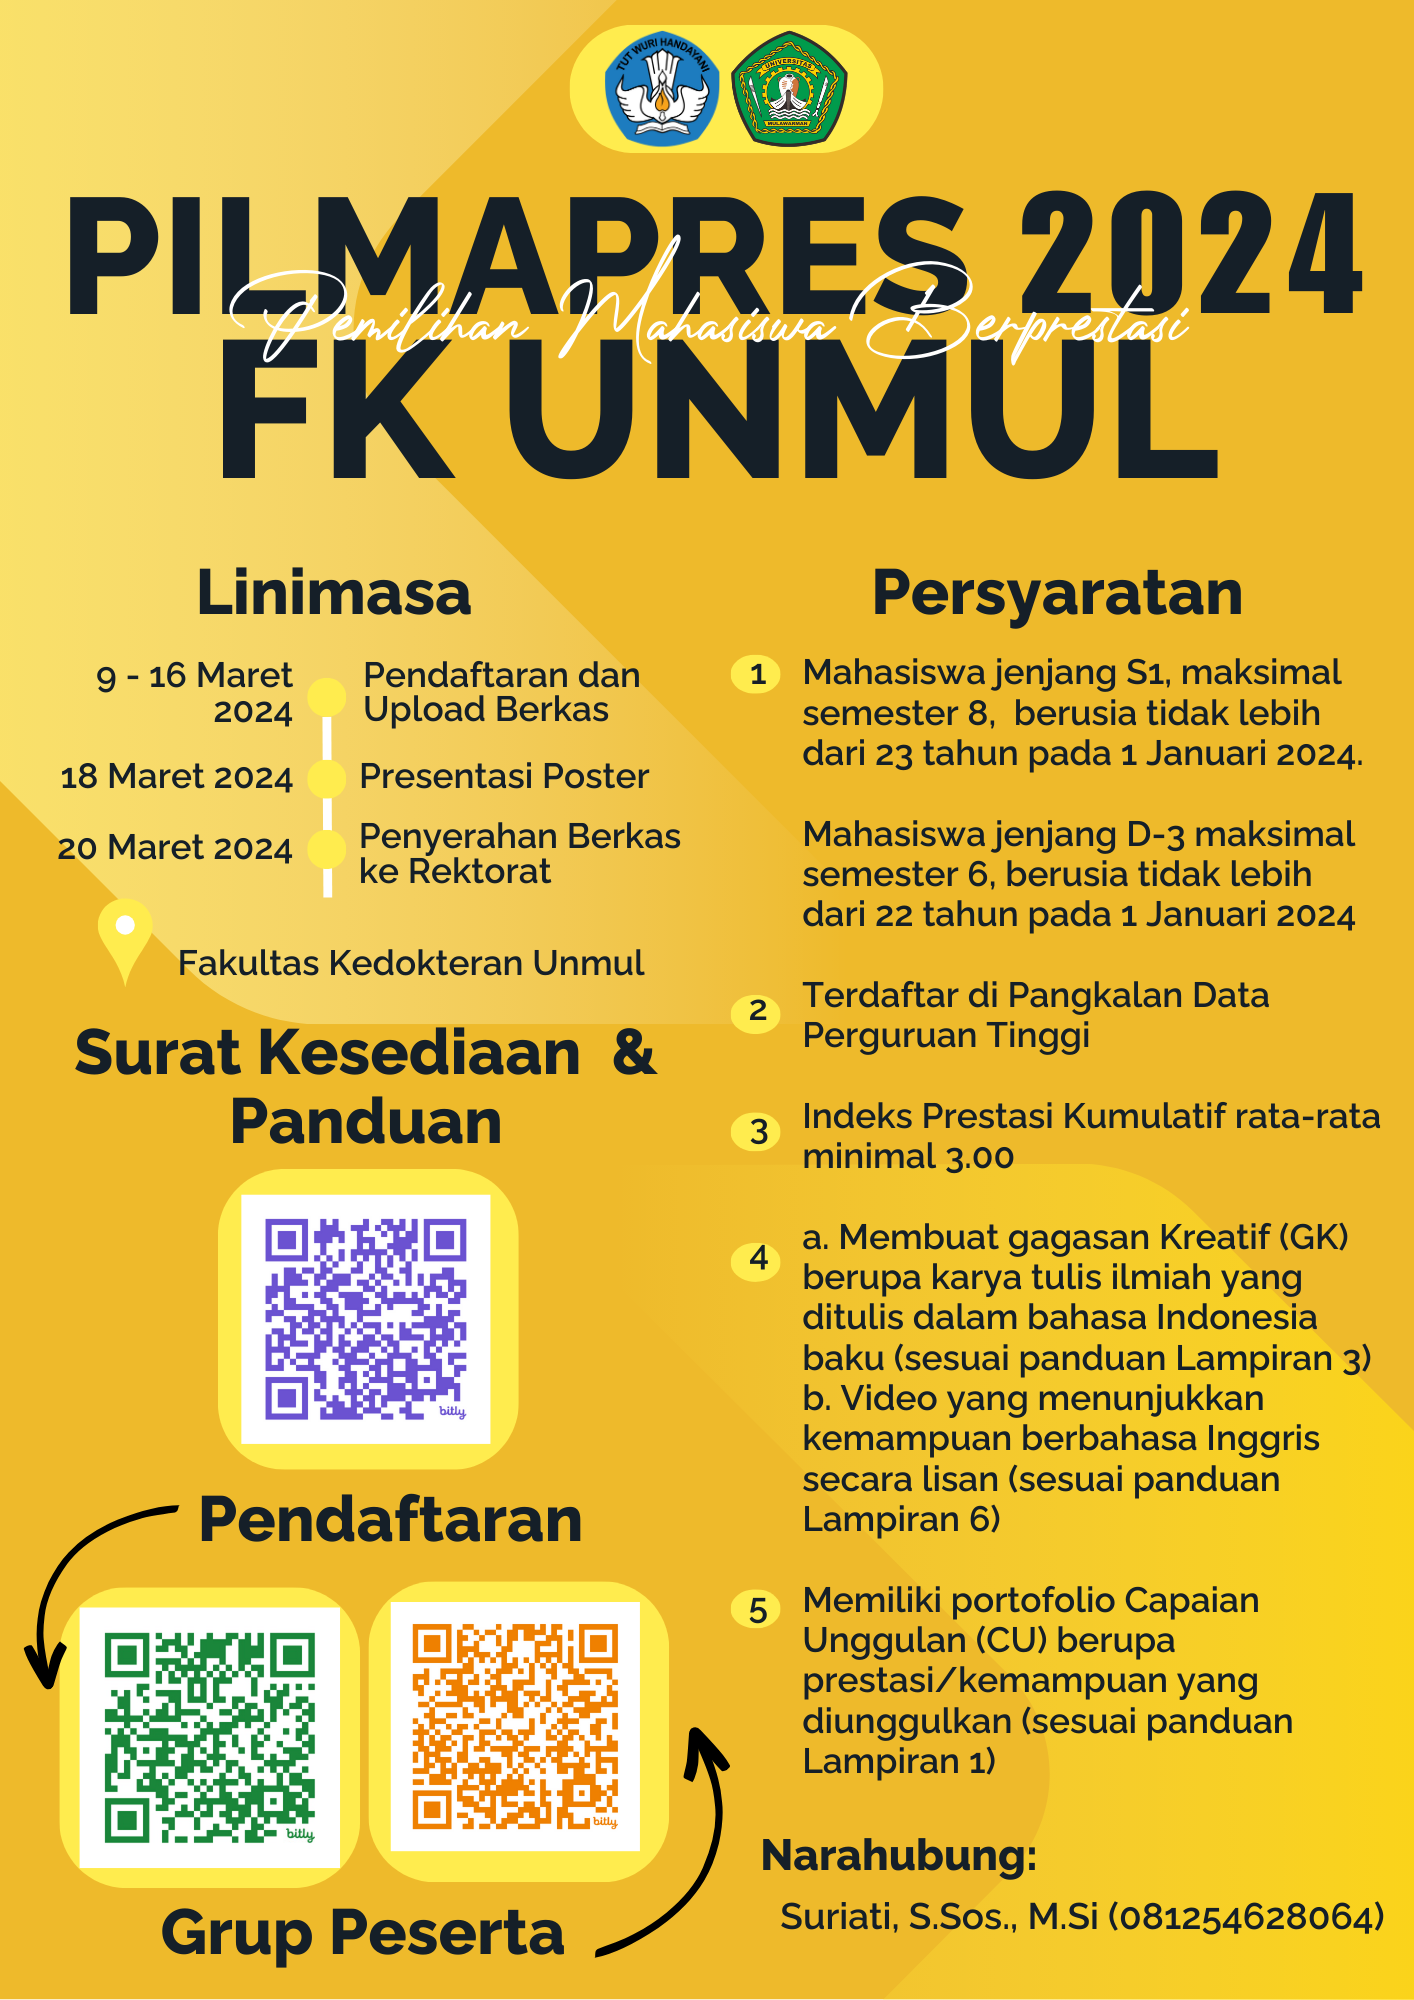 TUT WURI HANDAYANI
UNIVERSITAS
MULAWARMAN
PILMAPRES 2024
Pemilihan Mahasiswa Berprestasi
FK UNMUL
Linimasa
9 - 16 Maret
2024
Pendaftaran dan
Upload Berkas
18 Maret 2024
Presentasi Poster
20 Maret 2024
Penyerahan Berkas
ke Rektorat
Fakultas Kedokteran Unmul
Surat Kesediaan &
Panduan
bitly
Pendaftaran
bitly
bitly
Grup Peserta
Persyaratan
1 Mahasiswa jenjang S1, maksimal
semester 8, berusia tidak lebih
dari 23 tahun pada 1 Januari 2024.
Mahasiswa jenjang D-3 maksimal
semester 6, berusia tidak lebih
dari 22 tahun pada 1 Januari 2024
2 Terdaftar di Pangkalan Data
Perguruan Tinggi
3 Indeks Prestasi Kumulatif rata-rata
minimal 3.00
4 a. Membuat gagasan Kreatif (GK)
berupa karya tulis ilmiah yang
ditulis dalam bahasa Indonesia
baku (sesuai panduan Lampiran 3)
b. Video yang menunjukkan
kemampuan berbahasa Inggris
secara lisan (sesuai panduan
Lampiran 6)
5 Memiliki portofolio Capaian
Unggulan (CU) berupa
prestasi/kemampuan yang
diunggulkan (sesuai panduan
Lampiran 1)
Narahubung:
Suriati, S.Sos., M.Si (081254628064)